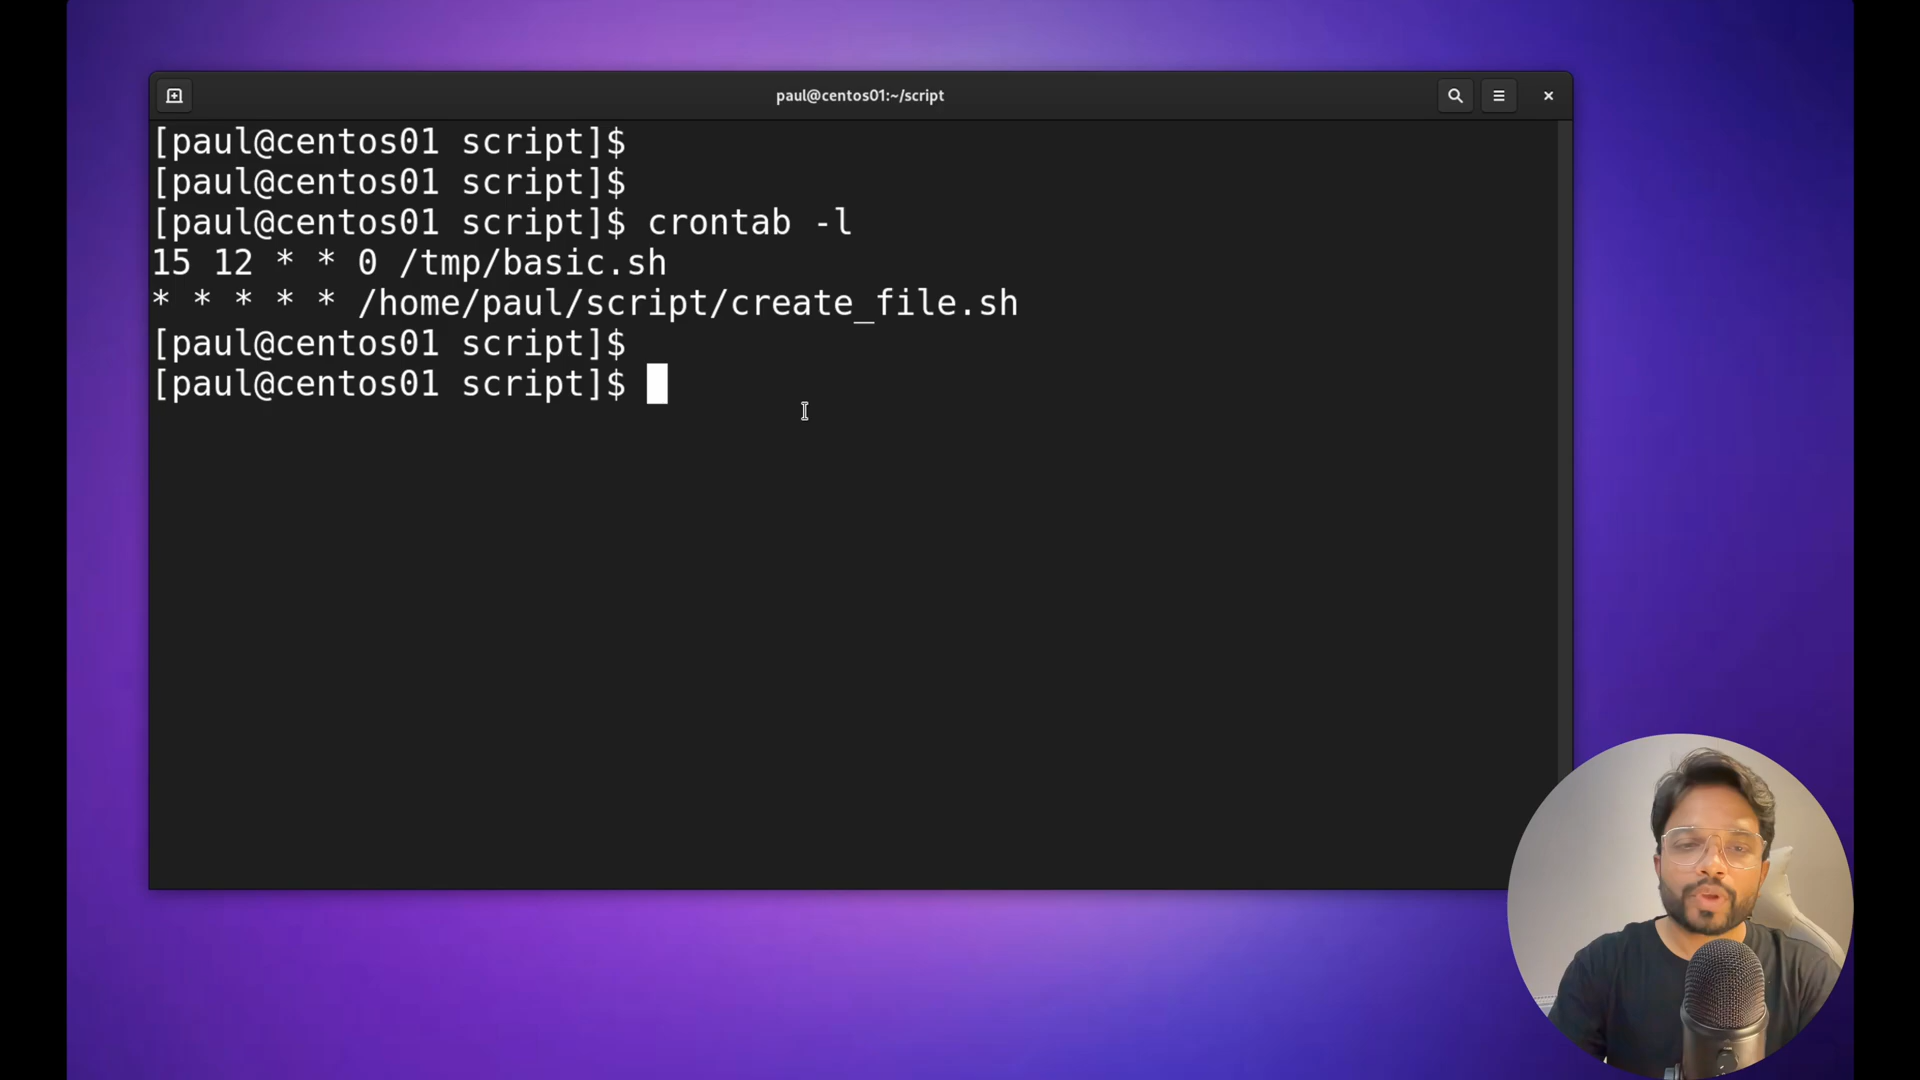 paul@centos01:~/script
[paul@centos01 script]$
[paul@centos01 script]$
[paul@centos01 script]$ crontab -l
15 12 * * 0 /tmp/basic.sh
* * * * * /home/paul/script/create_file.sh
[paul@centos01 script]$
[paul@centos01 script]$